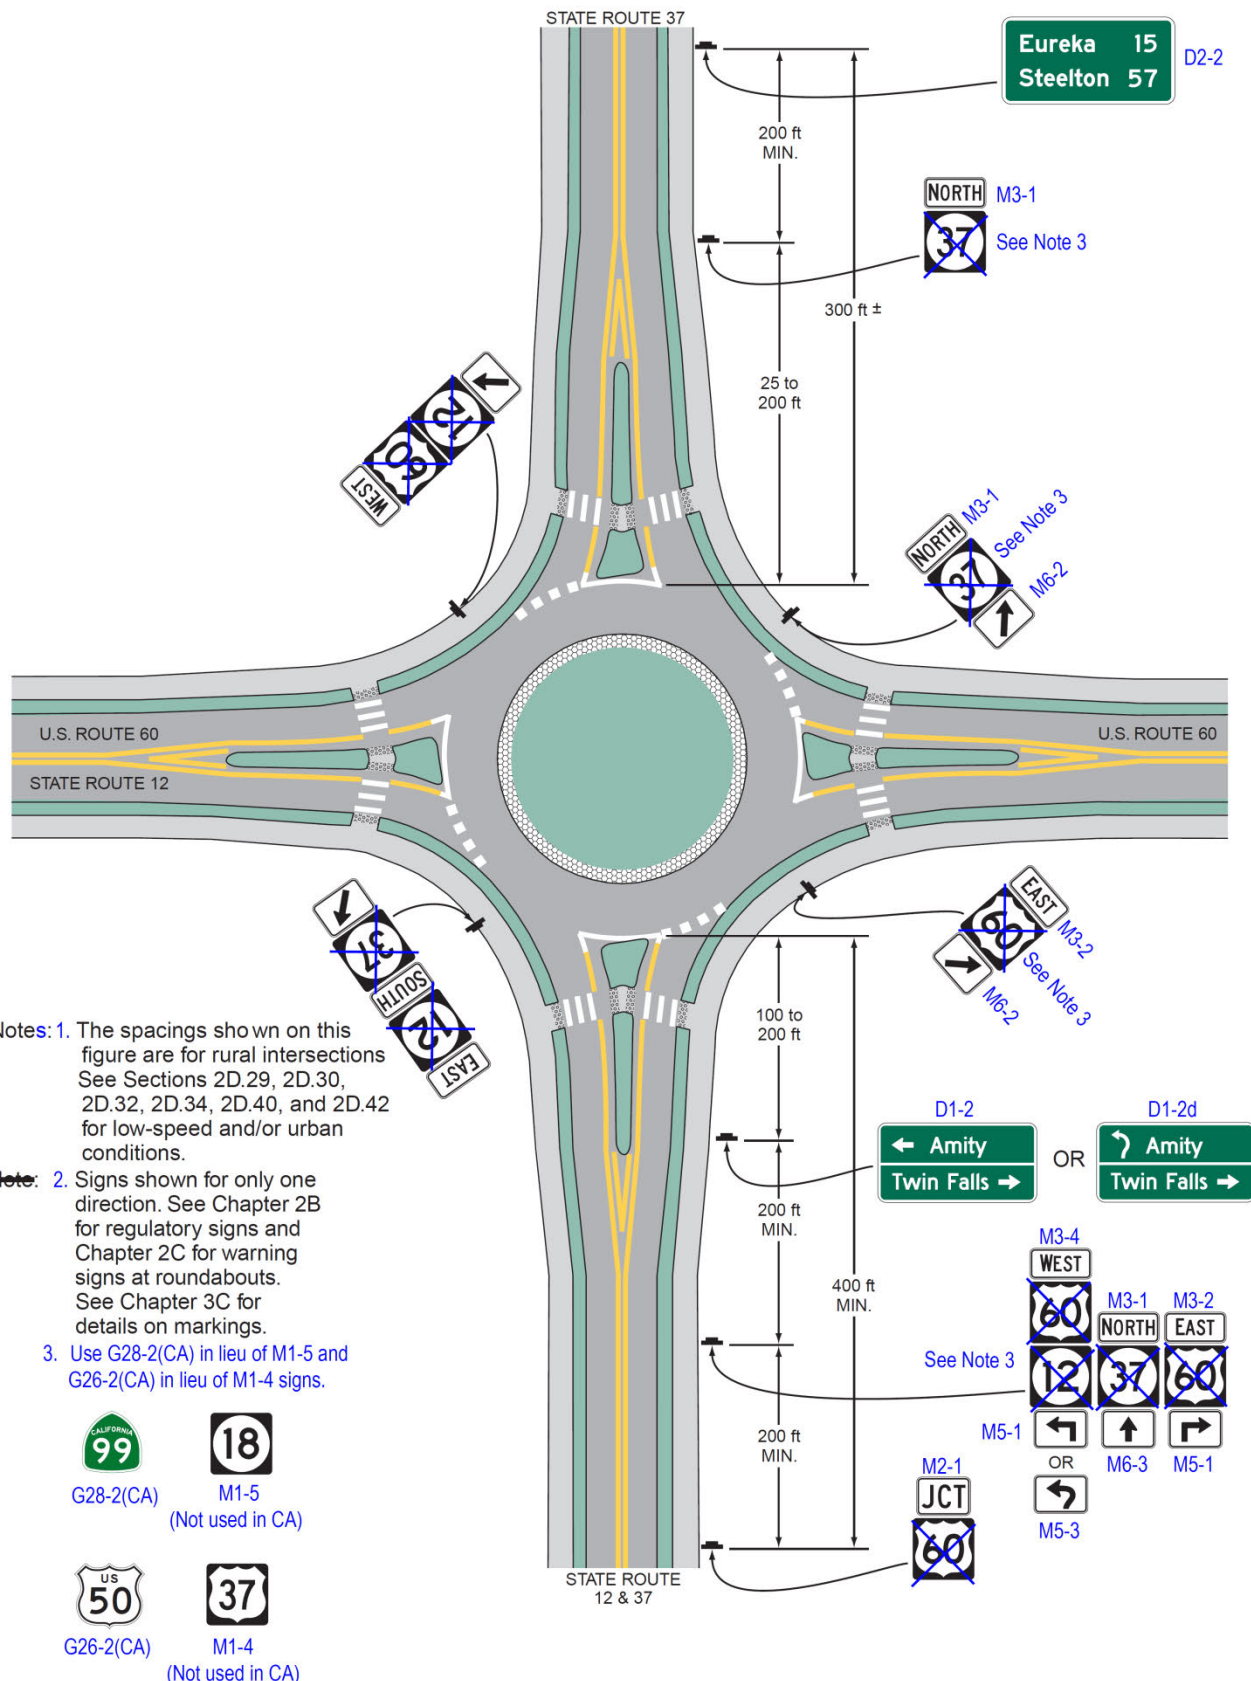 STATE ROUTE 37
Eureka 15
Steelton 57
D2-2
200 ft
MIN.
NORTH
M3-1
37
See Note 3
300 ft ±
25 to
200 ft
12
60
WEST
NORTH
M3-1
37
See Note 3
M6-2
U.S. ROUTE 60
STATE ROUTE 12
U.S. ROUTE 60
37
SOUTH
12
EAST
EAST
M3-2
60
See Note 3
M6-2
100 to
200 ft
Notes: 1. The spacings shown on this
figure are for rural intersections
See Sections 2D.29, 2D.30,
2D.32, 2D.34, 2D.40, and 2D.42
for low-speed and/or urban
conditions.
Note: 2. Signs shown for only one
direction. See Chapter 2B
for regulatory signs and
Chapter 2C for warning
signs at roundabouts.
See Chapter 3C for
details on markings.
3. Use G28-2(CA) in lieu of M1-5 and
G26-2(CA) in lieu of M1-4 signs.
D1-2
Amity
Twin Falls
OR
D1-2d
Amity
Twin Falls
200 ft
MIN.
400 ft
MIN.
M3-4
WEST
60
M3-1
NORTH
M3-2
EAST
See Note 3
12
37
60
M5-1
OR
M5-3
M6-3
M5-1
200 ft
MIN.
M2-1
JCT
60
CALIFORNIA
99
G28-2(CA)
18
M1-5
(Not used in CA)
US
50
G26-2(CA)
37
M1-4
(Not used in CA)
STATE ROUTE
12 & 37